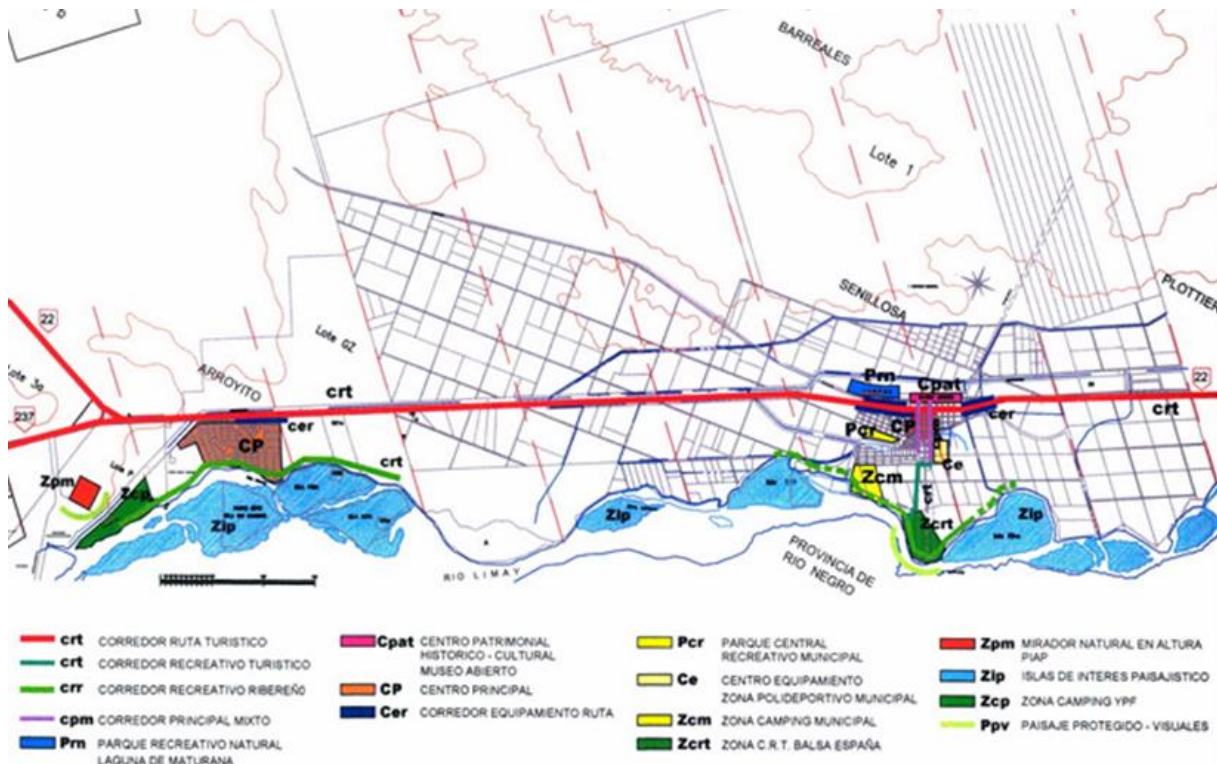 BARREALES
Lote 1
SENILLOSA
PLOTTIER
22
Lote 3a
Lote GZ
ARROYITO
crt
Prn
Cpat
22
237
cer
cer
crt
CP
CP
Pcr
Ce
crt
Zpm
Zcp
Zcm
crt
Zip
Zip
Zcrt
Zip
RIO LIMAY
PROVINCIA DE
RIO NEGRO
crt CORREDOR RUTA TURISTICO
crt CORREDOR RECREATIVO TURISTICO
crr CORREDOR RECREATIVO RIBEREÑO
cpm CORREDOR PRINCIPAL MIXTO
Prn PARQUE RECREATIVO NATURAL
LAGUNA DE MATURANA
Cpat CENTRO PATRIMONIAL
HISTORICO - CULTURAL
MUSEO ABIERTO
CP CENTRO PRINCIPAL
Cer CORREDOR EQUIPAMIENTO RUTA
Pcr PARQUE CENTRAL
RECREATIVO MUNICIPAL
Ce CENTRO EQUIPAMIENTO
ZONA POLIDEPORTIVO MUNICIPAL
Zcm ZONA CAMPING MUNICIPAL
Zcrt ZONA C.R.T. BALSA ESPAÑA
Zpm MIRADOR NATURAL EN ALTURA
PIAP
Zip ISLAS DE INTERES PAISAJISTICO
Zcp ZONA CAMPING YPF
Ppv PAISAJE PROTEGIDO - VISUALES